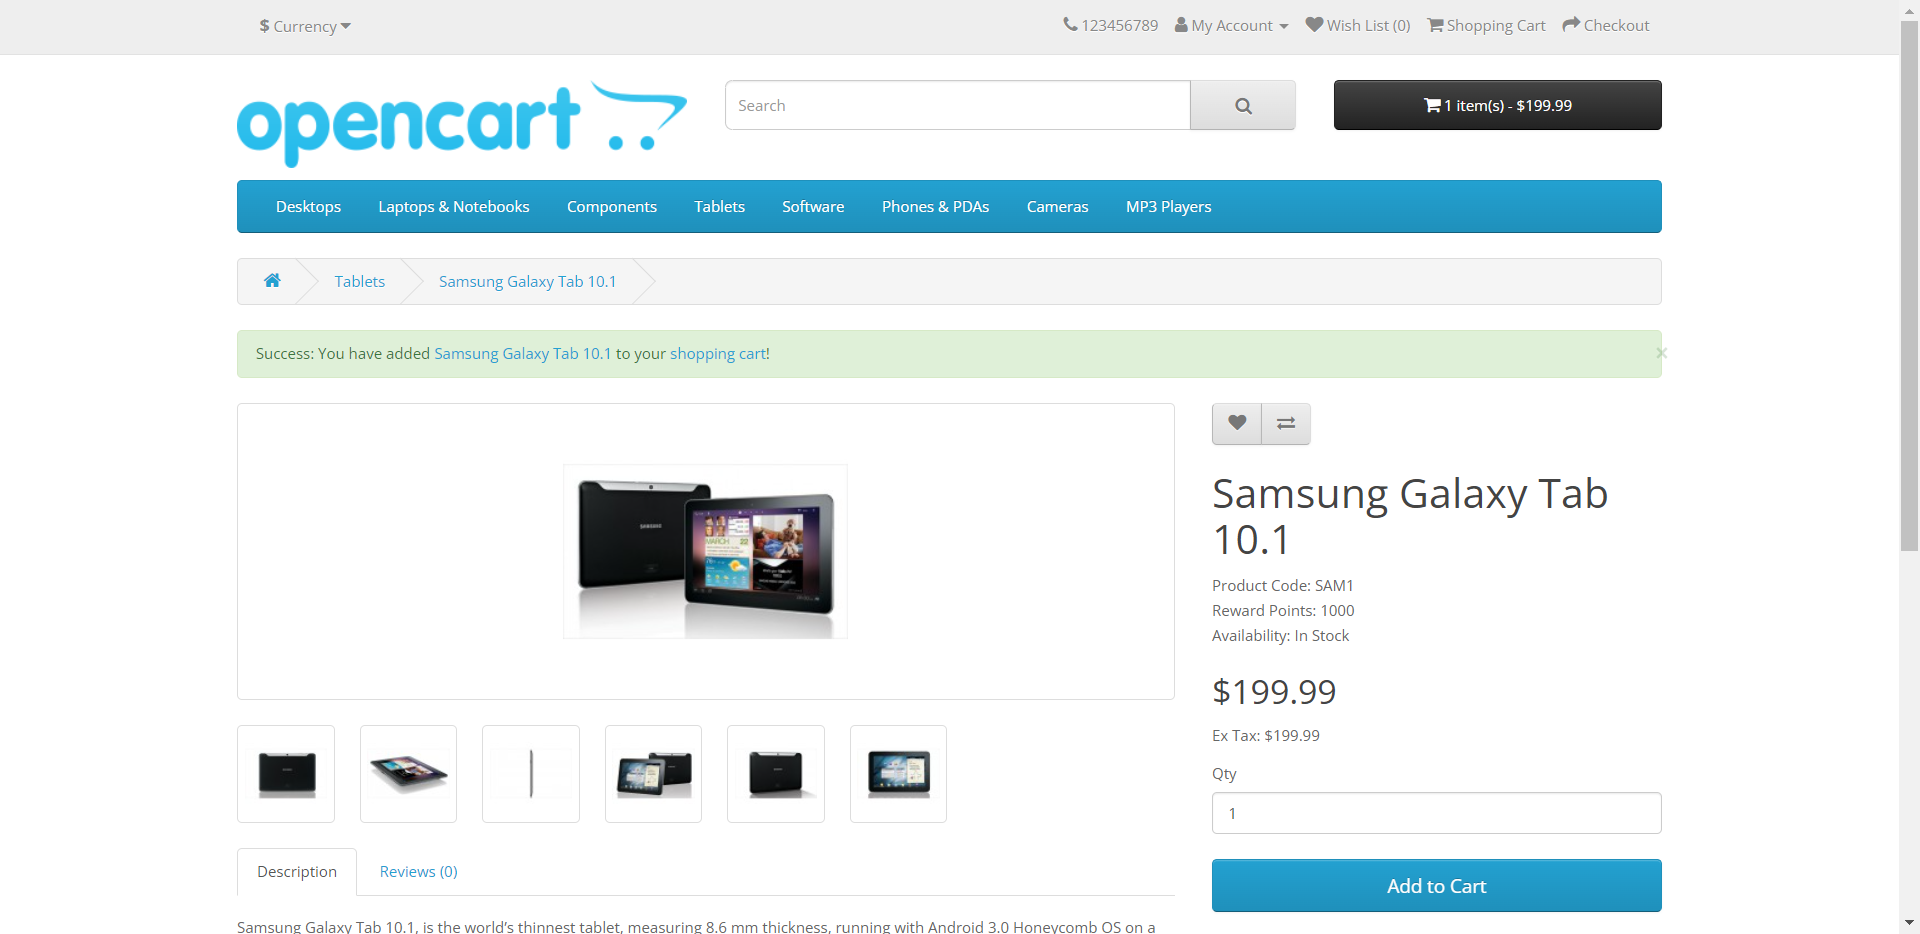 $ Currency
123456789
My Account
Wish List (0)
Shopping Cart
Checkout
opencart
Search
1 item(s) - $199.99
Desktops
Laptops & Notebooks
Components
Tablets
Software
Phones & PDAs
Cameras
MP3 Players
Tablets
Samsung Galaxy Tab 10.1
Success: You have added Samsung Galaxy Tab 10.1 to your shopping cart!
×
SAMSUNG
MARCH 22
Samsung Galaxy Tab
10.1
Product Code: SAM1
Reward Points: 1000
Availability: In Stock
$199.99
Ex Tax: $199.99
Qty
1
Add to Cart
Description
Reviews (0)
Samsung Galaxy Tab 10.1, is the world’s thinnest tablet, measuring 8.6 mm thickness, running with Android 3.0 Honeycomb OS on a